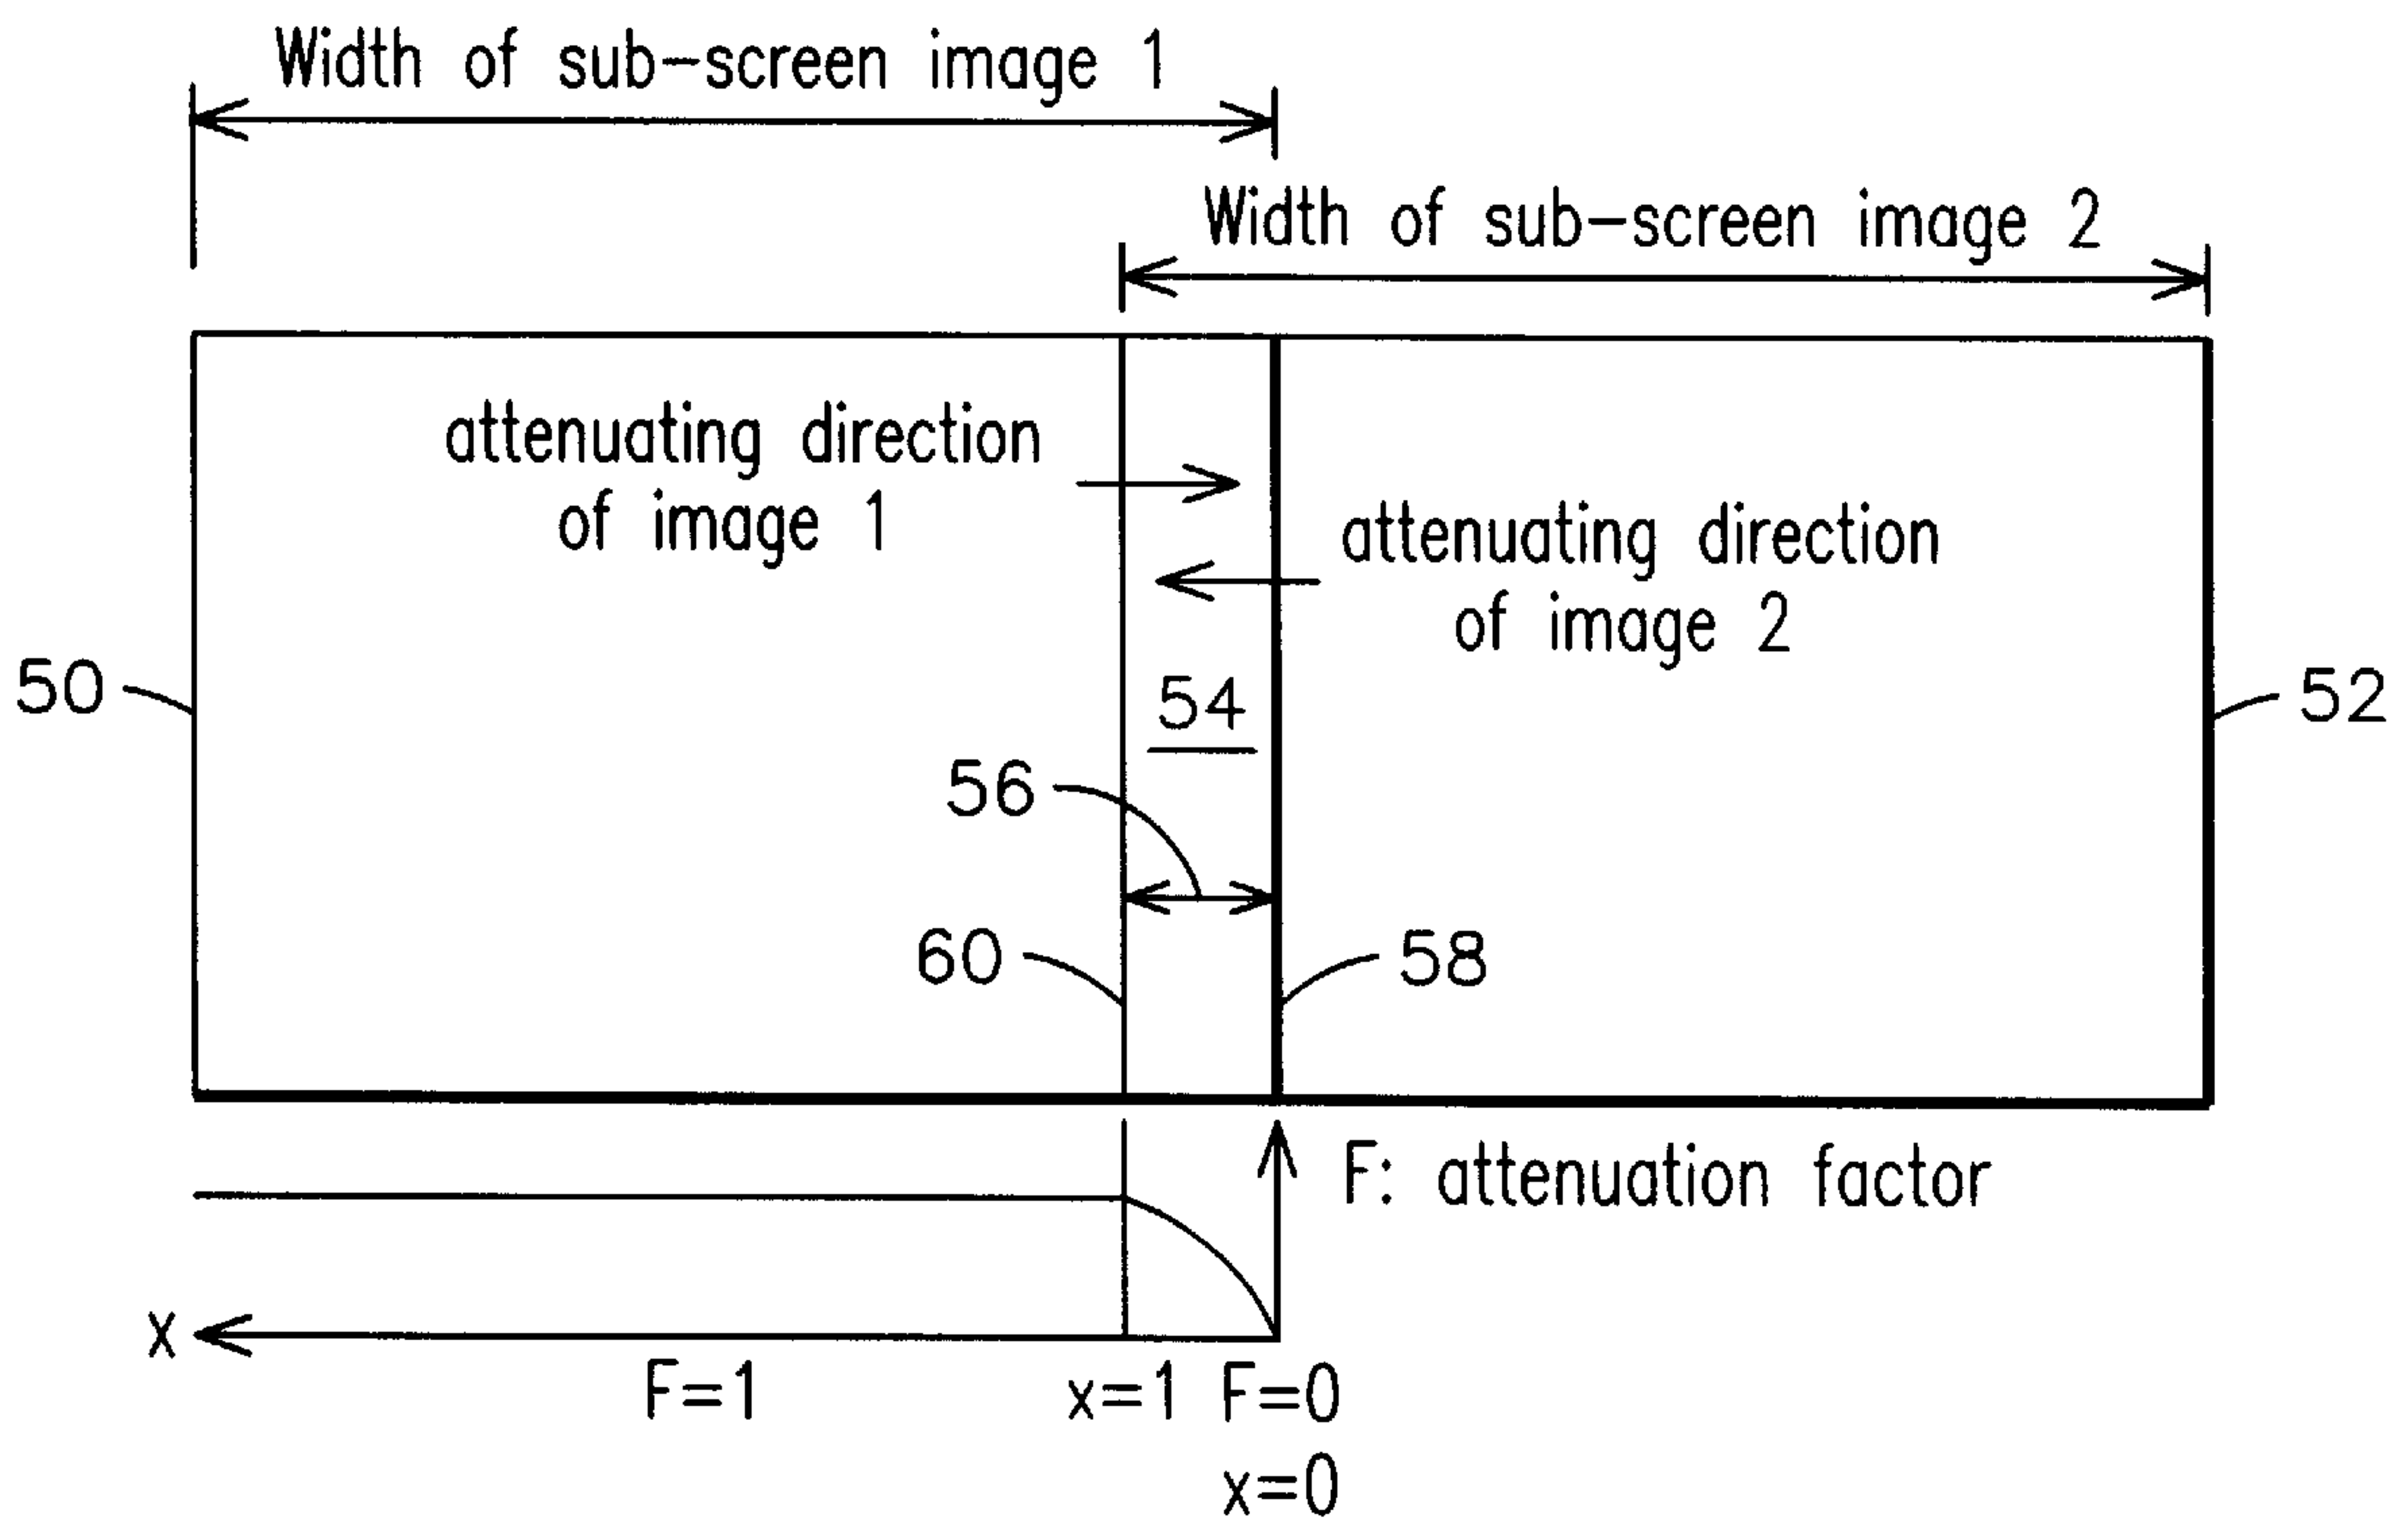 Width of sub-screen image 1
Width of sub-screen image 2
attenuating direction
of image 1
attenuating direction
of image 2
50
52
54
56
60
58
F: attenuation factor
x
F=1
x=1
F=0
x=0